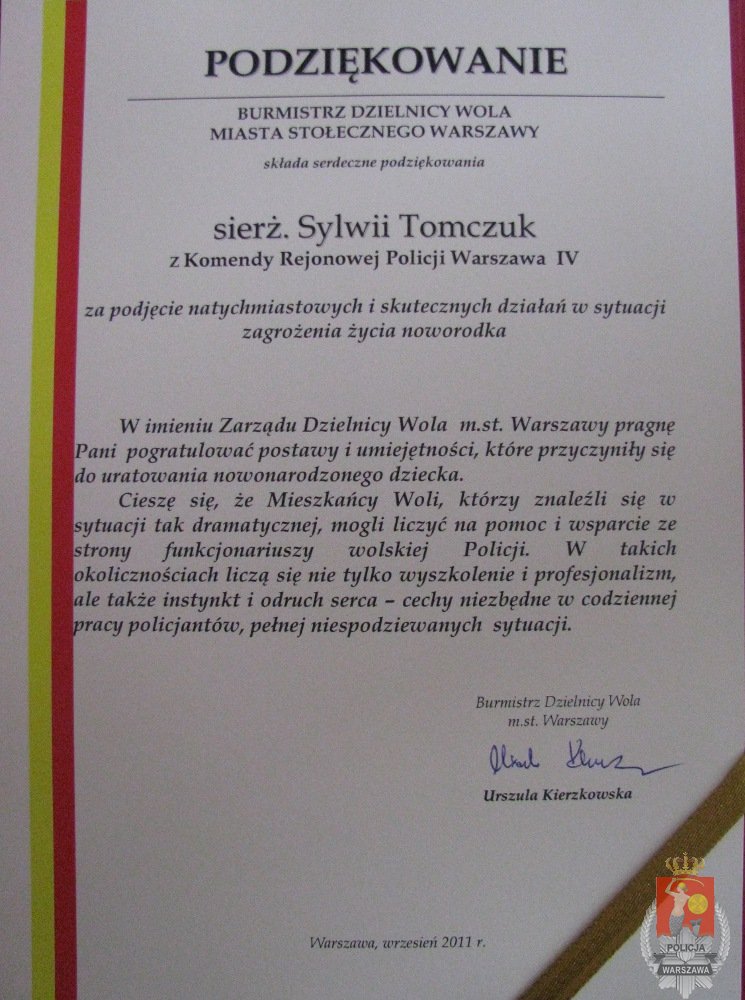 PODZIĘKOWANIE
BURMISTRZ DZIELNICY WOLA
MIASTA STOŁECZNEGO WARSZAWY
składa serdeczne podziękowania
sierż. Sylwii Tomczuk
z Komendy Rejonowej Policji Warszawa IV
za podjęcie natychmiastowych i skutecznych działań w sytuacji
zagrożenia życia noworodka
W imieniu Zarządu Dzielnicy Wola m.st. Warszawy pragnę
Pani pogratulować postawy i umiejętności, które przyczyniły się
do uratowania nowonarodzonego dziecka.
Cieszę się, że Mieszkańcy Woli, którzy znaleźli się w
sytuacji tak dramatycznej, mogli liczyć na pomoc i wsparcie ze
strony funkcjonariuszy wolskiej Policji. W takich
okolicznościach liczą się nie tylko wyszkolenie i profesjonalizm,
ale także instynkt i odruch serca – cechy niezbędne w codziennej
pracy policjantów, pełnej niespodziewanych sytuacji.
Burmistrz Dzielnicy Wola
m.st. Warszawy
Urszula Kierzkowska
Warszawa, wrzesień 2011 r.
POLICJA
WARSZAWA